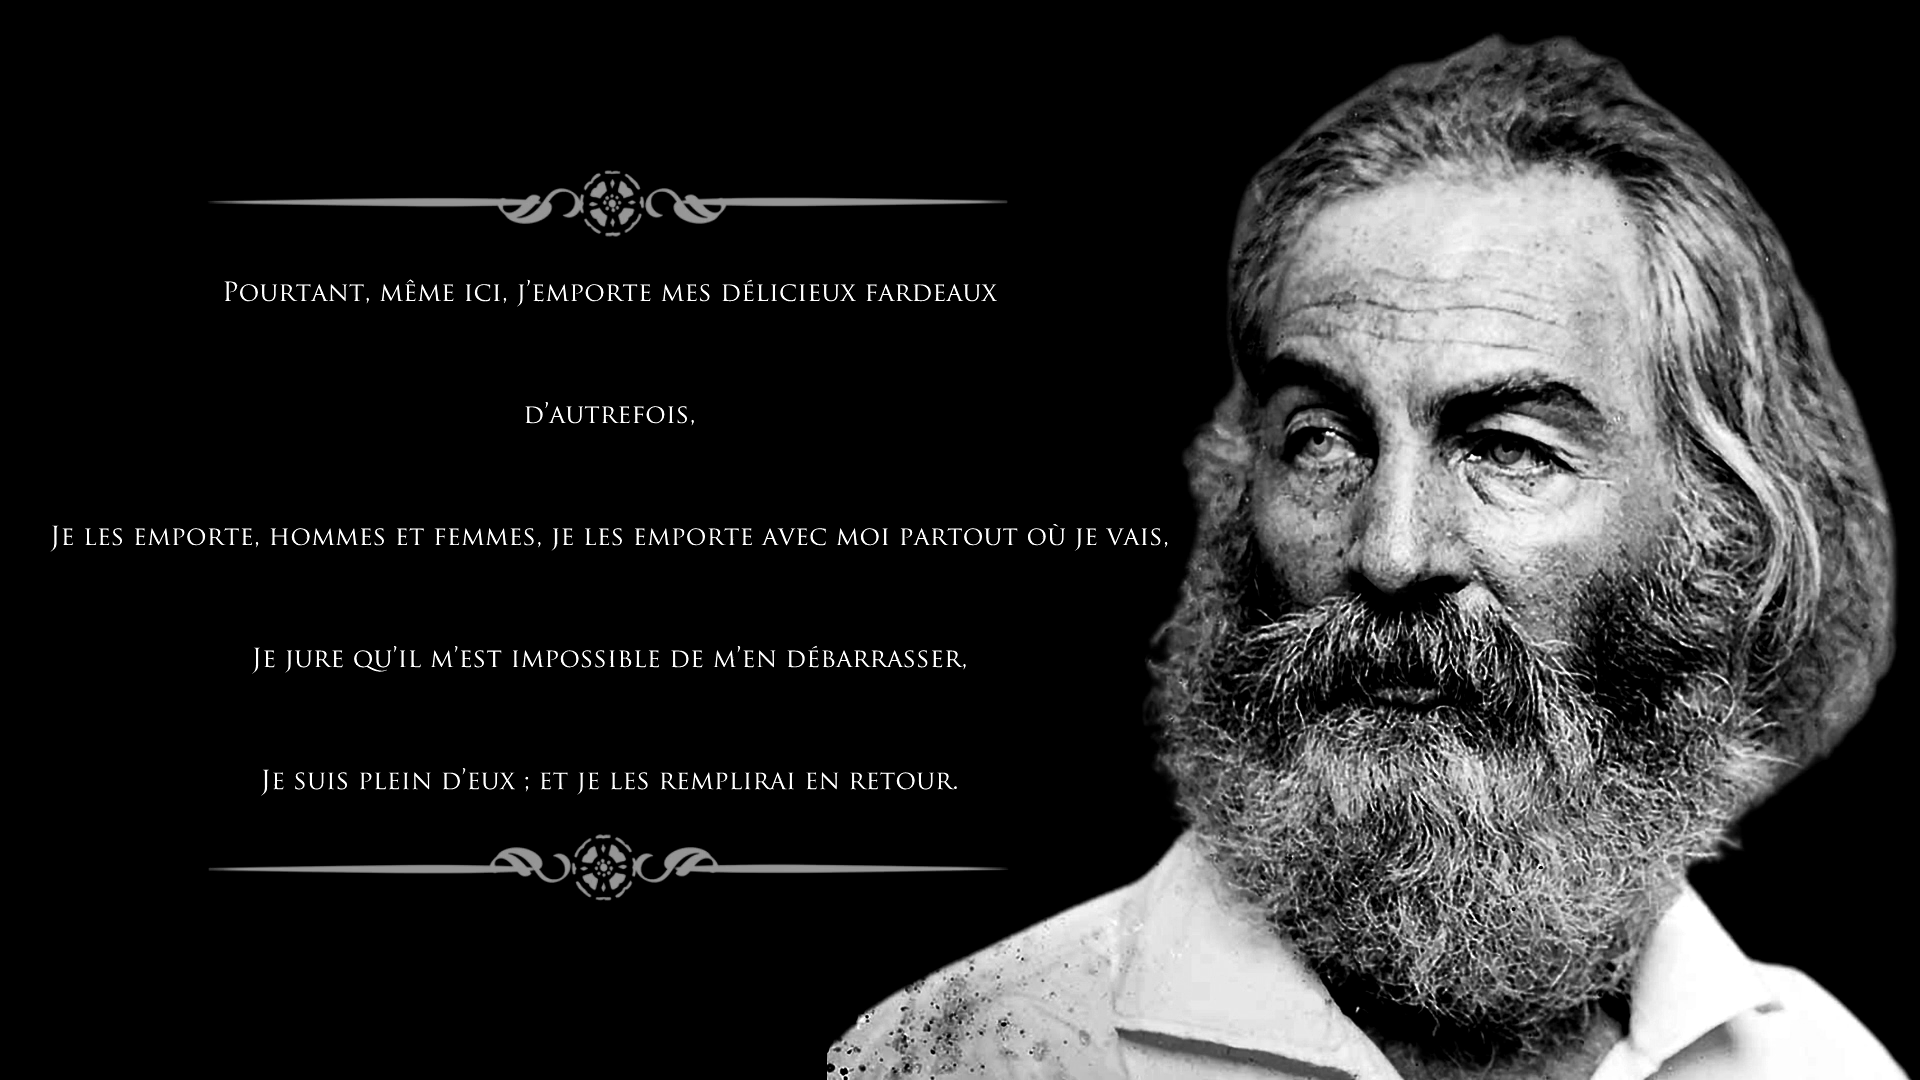 Pourtant, même ici, j'emporte mes délicieux fardeaux
d'autrefois,
Je les emporte, hommes et femmes, je les emporte avec moi partout où je vais,
Je jure qu'il m'est impossible de m'en débarrasser,
Je suis plein d'eux ; et je les remplirai en retour.